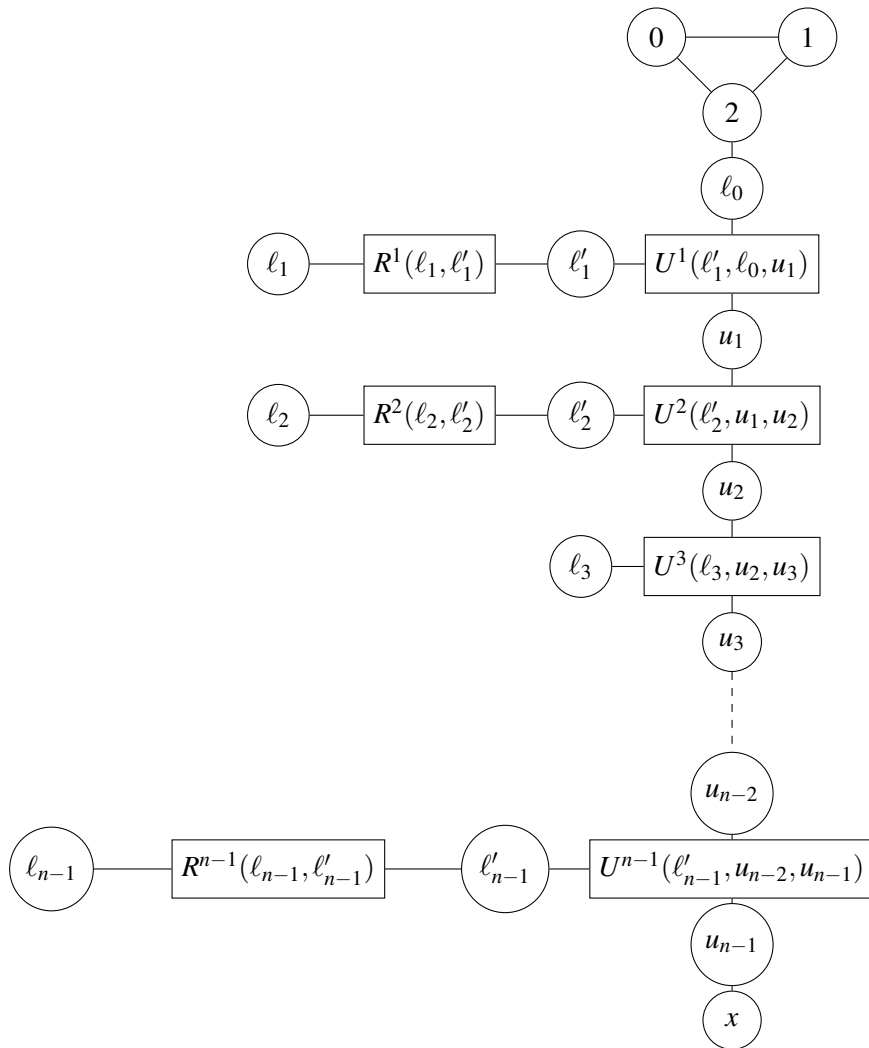 0 1
2
ℓ₀
ℓ₁ R¹(ℓ₁, ℓ′₁) ℓ′₁ U¹(ℓ′₁, ℓ₀, u₁)
u₁
ℓ₂ R²(ℓ₂, ℓ′₂) ℓ′₂ U²(ℓ′₂, u₁, u₂)
u₂
ℓ₃ U³(ℓ₃, u₂, u₃)
u₃
uₙ₋₂
ℓₙ₋₁ Rⁿ⁻¹(ℓₙ₋₁, ℓ′ₙ₋₁) ℓ′ₙ₋₁ Uⁿ⁻¹(ℓ′ₙ₋₁, uₙ₋₂, uₙ₋₁)
uₙ₋₁
x